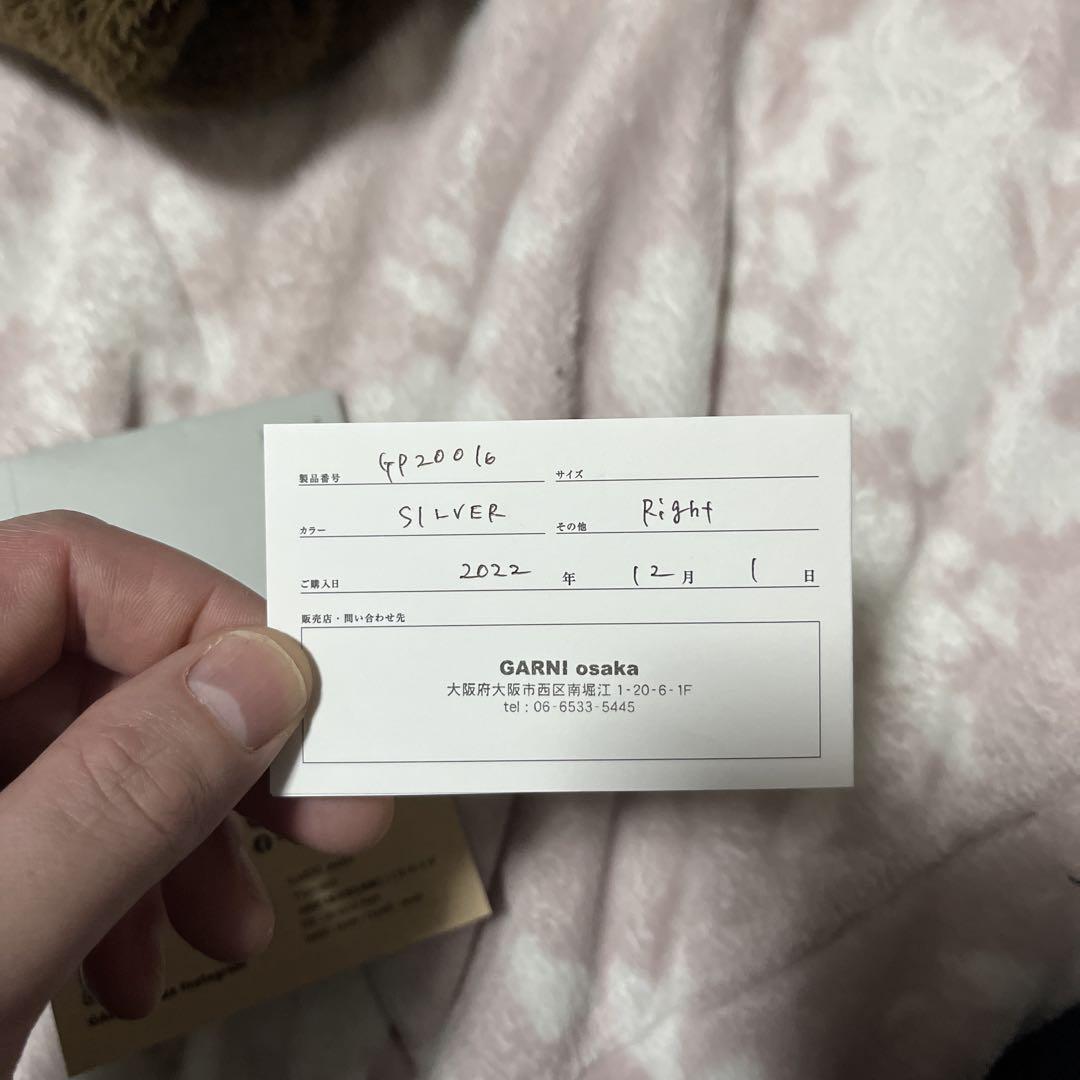 製品番号 GP20016 サイズ
カラー SILVER その他 Right
ご購入日 2022 年 12 月 1 日
販売店・問い合わせ先
GARNI osaka
大阪府大阪市西区南堀江 1-20-6-1F
tel : 06-6533-5445
Instagram